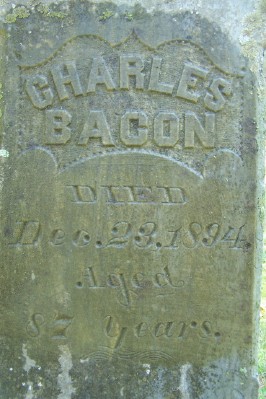 CHARLES
BACON
DIED
Dec. 23. 1894.
Aged
87 Years.